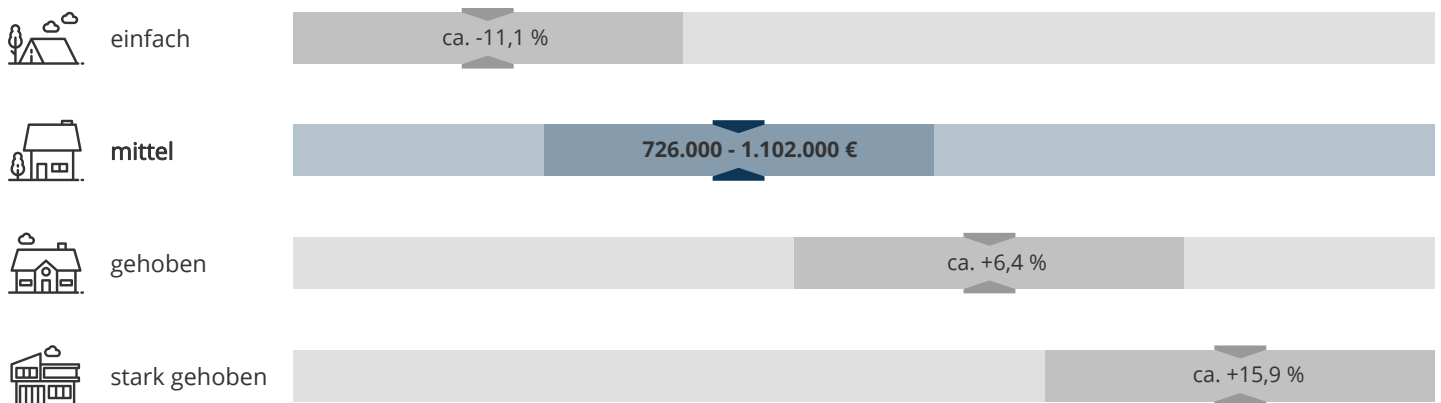 einfach
ca. -11,1 %
mittel
726.000 - 1.102.000 €
gehoben
ca. +6,4 %
stark gehoben
ca. +15,9 %